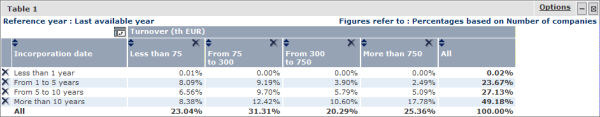 Table 1 Options
Reference year : Last available year Figures refer to : Percentages based on Number of companies
Turnover (th EUR)
Incorporation date Less than 75 From 75 to 300 From 300 to 750 More than 750 All
Less than 1 year 0.01% 0.00% 0.00% 0.00% 0.02%
From 1 to 5 years 8.09% 9.19% 3.90% 2.49% 23.67%
From 5 to 10 years 6.56% 9.70% 5.79% 5.09% 27.13%
More than 10 years 8.38% 12.42% 10.60% 17.78% 49.18%
All 23.04% 31.31% 20.29% 25.36% 100.00%